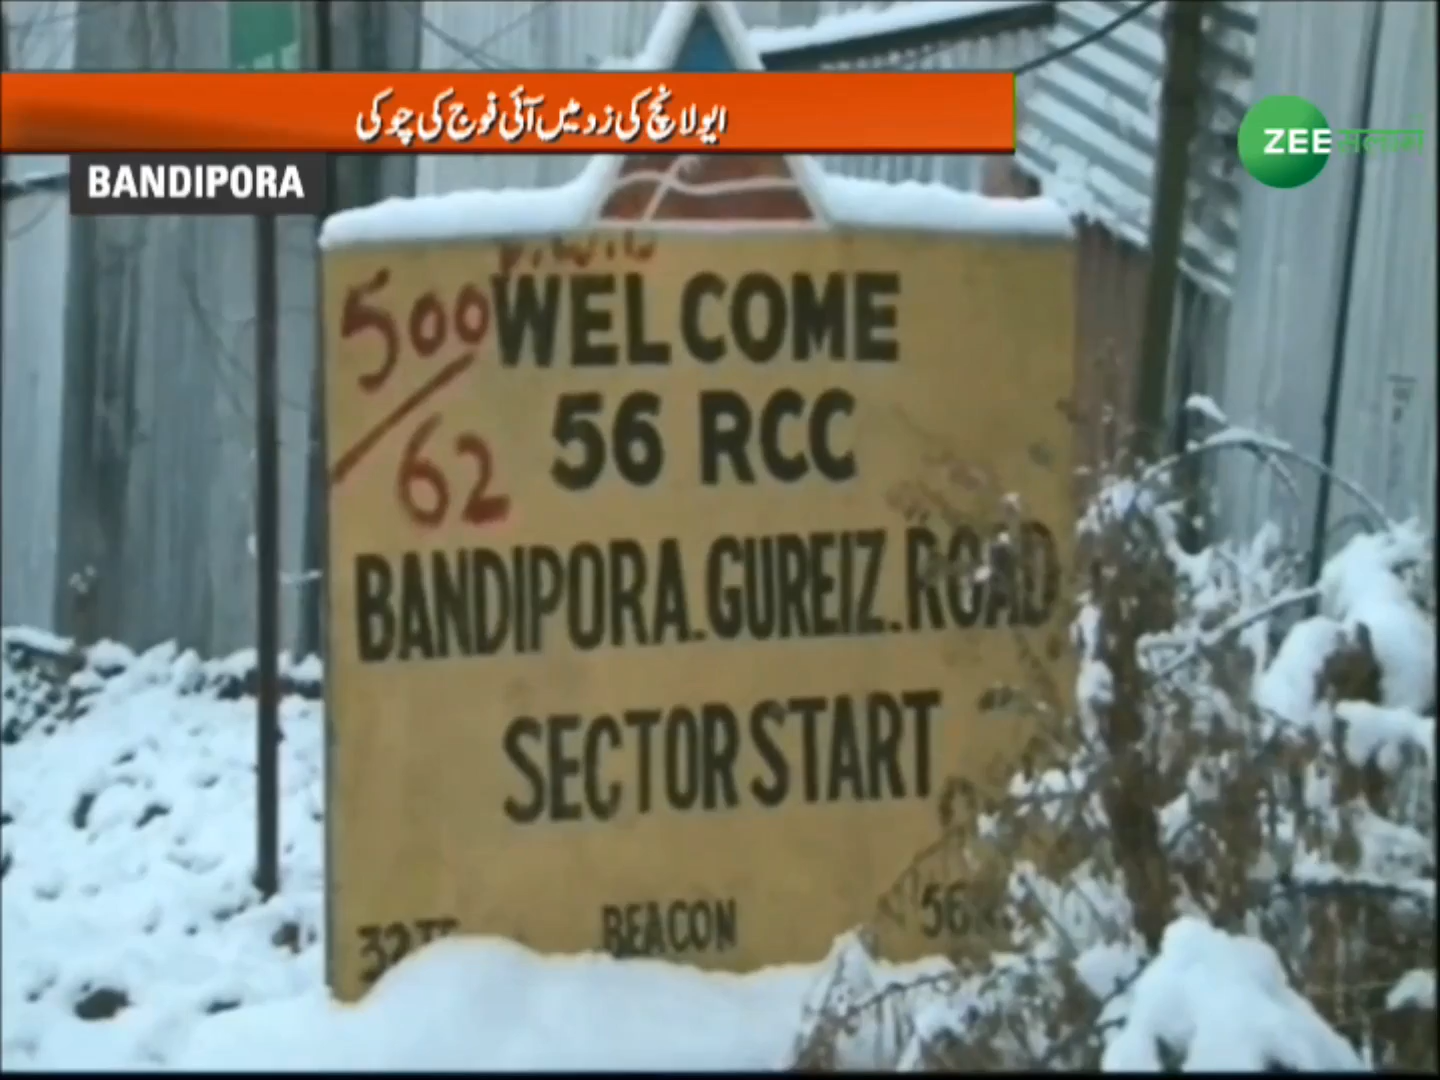 ایولانچ کی زد میں آئی فوج کی چوکی
BANDIPORA
ZEE सलाम
500
62
WELCOME
56 RCC
BANDIPORA.GUREIZ.ROAD
SECTOR START
BEACON